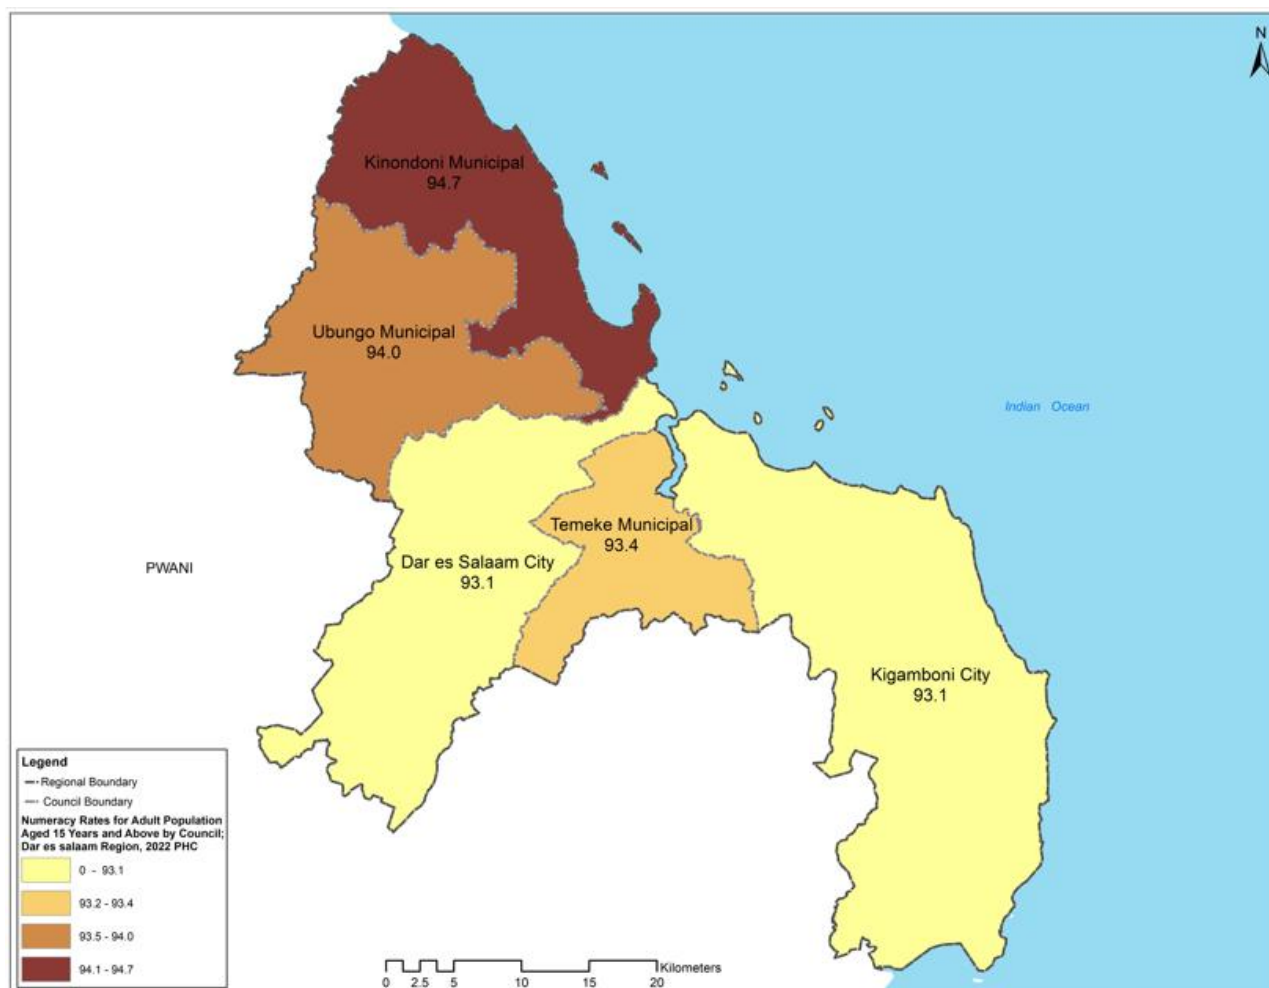 N
Kinondoni Municipal
94.7
Ubungo Municipal
94.0
Indian Ocean
Temeke Municipal
93.4
Dar es Salaam City
93.1
PWANI
Kigamboni City
93.1
Legend
Regional Boundary
Council Boundary
Numeracy Rates for Adult Population
Aged 15 Years and Above by Council;
Dar es salaam Region, 2022 PHC
0 - 93.1
93.2 - 93.4
93.5 - 94.0
94.1 - 94.7
Kilometers
0 2.5 5 10 15 20